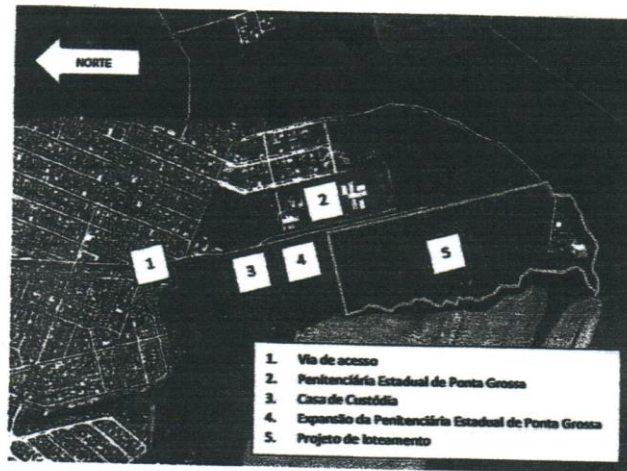 NORTE
2
1
3
4
5
1. Via de acesso
2. Penitenciária Estadual de Ponta Grossa
3. Casa de Custódia
4. Expansão da Penitenciária Estadual de Ponta Grossa
5. Projeto de loteamento